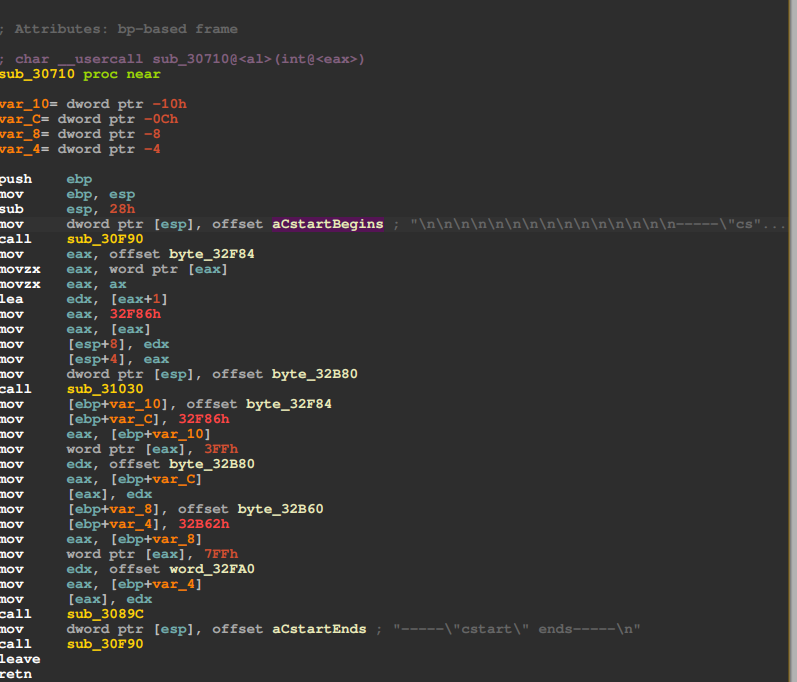 ; Attributes: bp-based frame
; char __usercall sub_30710@<al>(int@<eax>)
sub_30710 proc near
var_10= dword ptr -10h
var_C= dword ptr -0Ch
var_8= dword ptr -8
var_4= dword ptr -4
push ebp
mov ebp, esp
sub esp, 28h
mov dword ptr [esp], offset aCstartBegins ; "\n\n\n\n\n\n\n\n\n\n\n\n\n\n\n-----\"cs"...
call sub_30F90
mov eax, offset byte_32F84
movzx eax, word ptr [eax]
movzx eax, ax
lea edx, [eax+1]
mov eax, 32F86h
mov eax, [eax]
mov [esp+8], edx
mov [esp+4], eax
mov dword ptr [esp], offset byte_32B80
call sub_31030
mov [ebp+var_10], offset byte_32F84
mov [ebp+var_C], 32F86h
mov eax, [ebp+var_10]
mov word ptr [eax], 3FFh
mov edx, offset byte_32B80
mov eax, [ebp+var_C]
mov [eax], edx
mov [ebp+var_8], offset byte_32B60
mov [ebp+var_4], 32B62h
mov eax, [ebp+var_8]
mov word ptr [eax], 7FFh
mov edx, offset word_32FA0
mov eax, [ebp+var_4]
mov [eax], edx
call sub_3089C
mov dword ptr [esp], offset aCstartEnds ; "-----\"cstart\" ends-----\n"
call sub_30F90
leave
retn